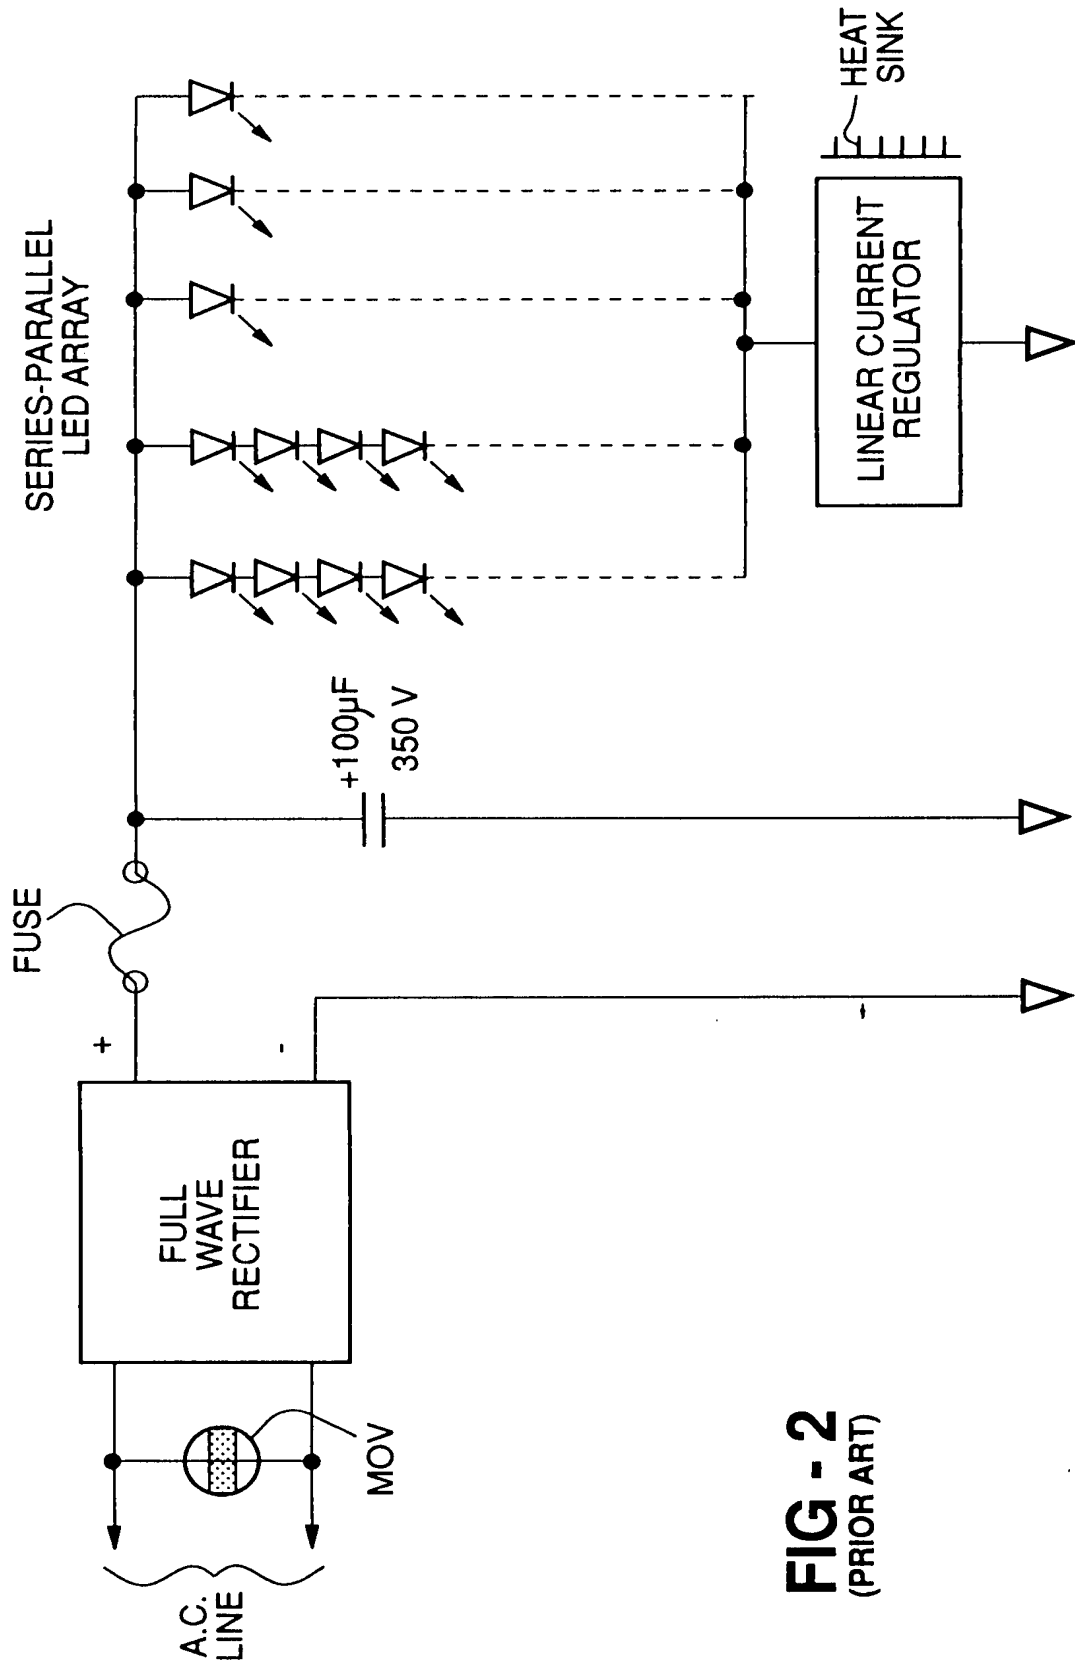 SERIES-PARALLEL
LED ARRAY
FUSE
+
-
FULL
WAVE
RECTIFIER
A.C.
LINE
MOV
+100µF
350 V
LINEAR CURRENT
REGULATOR
HEAT
SINK
FIG - 2
(PRIOR ART)